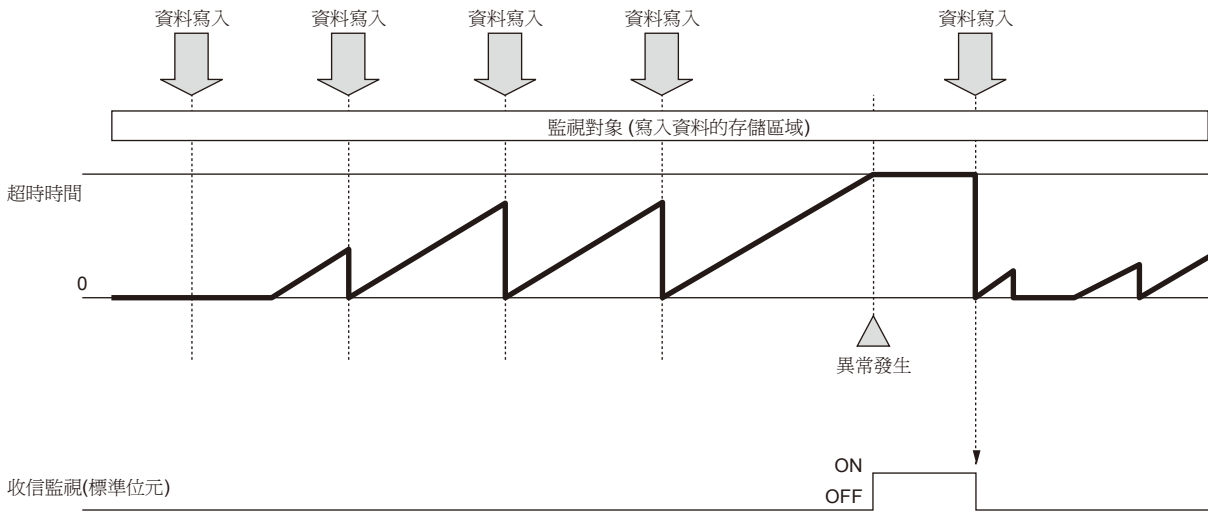 資料寫入 資料寫入 資料寫入 資料寫入 資料寫入
監視對象 (寫入資料的存儲區域)
超時時間
0
異常發生
ON
收信監視(標準位元)
OFF